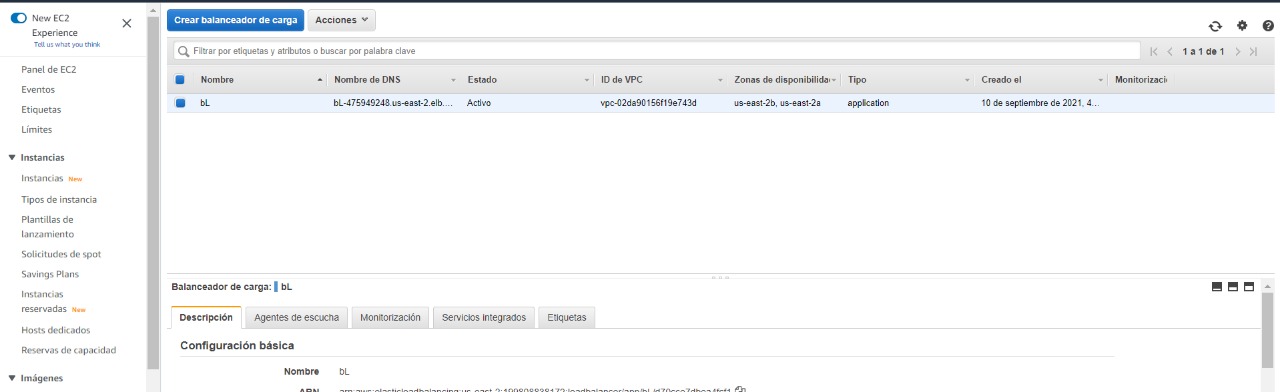 New EC2
Experience
Tell us what you think
Panel de EC2
Eventos
Etiquetas
Límites
Instancias
Instancias New
Tipos de instancia
Plantillas de
lanzamiento
Solicitudes de spot
Savings Plans
Instancias
reservadas New
Hosts dedicados
Reservas de capacidad
Imágenes
Crear balanceador de carga Acciones
Filtrar por etiquetas y atributos o buscar por palabra clave
1 a 1 de 1
Nombre Nombre de DNS Estado ID de VPC Zonas de disponibilida Tipo Creado el Monitorizació
bL bL-475949248.us-east-2.elb.... Activo vpc-02da90156f19e743d us-east-2b, us-east-2a application 10 de septiembre de 2021, 4...
Balanceador de carga: bL
Descripción Agentes de escucha Monitorización Servicios integrados Etiquetas
Configuración básica
Nombre bL
ARN